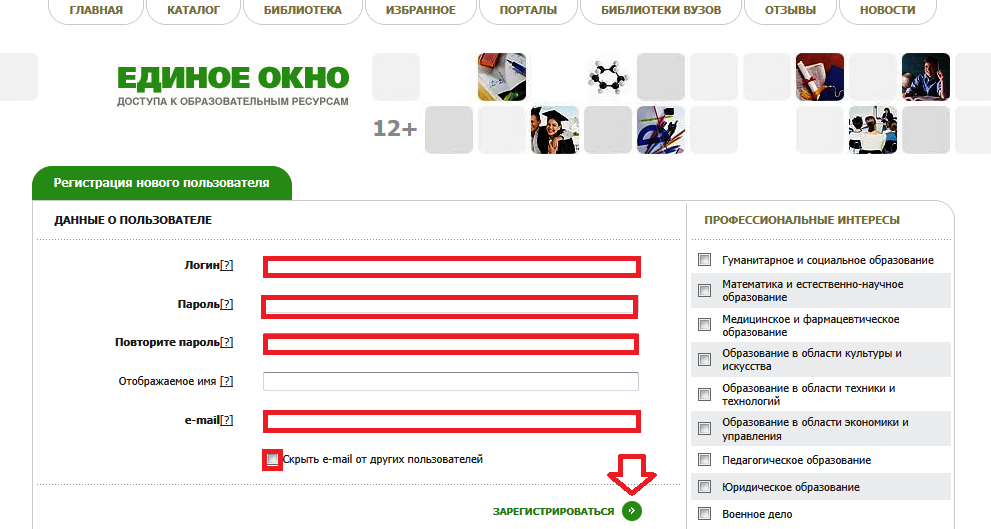 ГЛАВНАЯ КАТАЛОГ БИБЛИОТЕКА ИЗБРАННОЕ ПОРТАЛЫ БИБЛИОТЕКИ ВУЗОВ ОТЗЫВЫ НОВОСТИ
ЕДИНОЕ ОКНО
ДОСТУПА К ОБРАЗОВАТЕЛЬНЫМ РЕСУРСАМ
12+
Регистрация нового пользователя
ДАННЫЕ О ПОЛЬЗОВАТЕЛЕ
Логин[?]
Пароль[?]
Повторите пароль[?]
Отображаемое имя [?]
e-mail[?]
Скрыть e-mail от других пользователей
ЗАРЕГИСТРИРОВАТЬСЯ
ПРОФЕССИОНАЛЬНЫЕ ИНТЕРЕСЫ
Гуманитарное и социальное образование
Математика и естественно-научное
образование
Медицинское и фармацевтическое
образование
Образование в области культуры и
искусства
Образование в области техники и
технологий
Образование в области экономики и
управления
Педагогическое образование
Юридическое образование
Военное дело